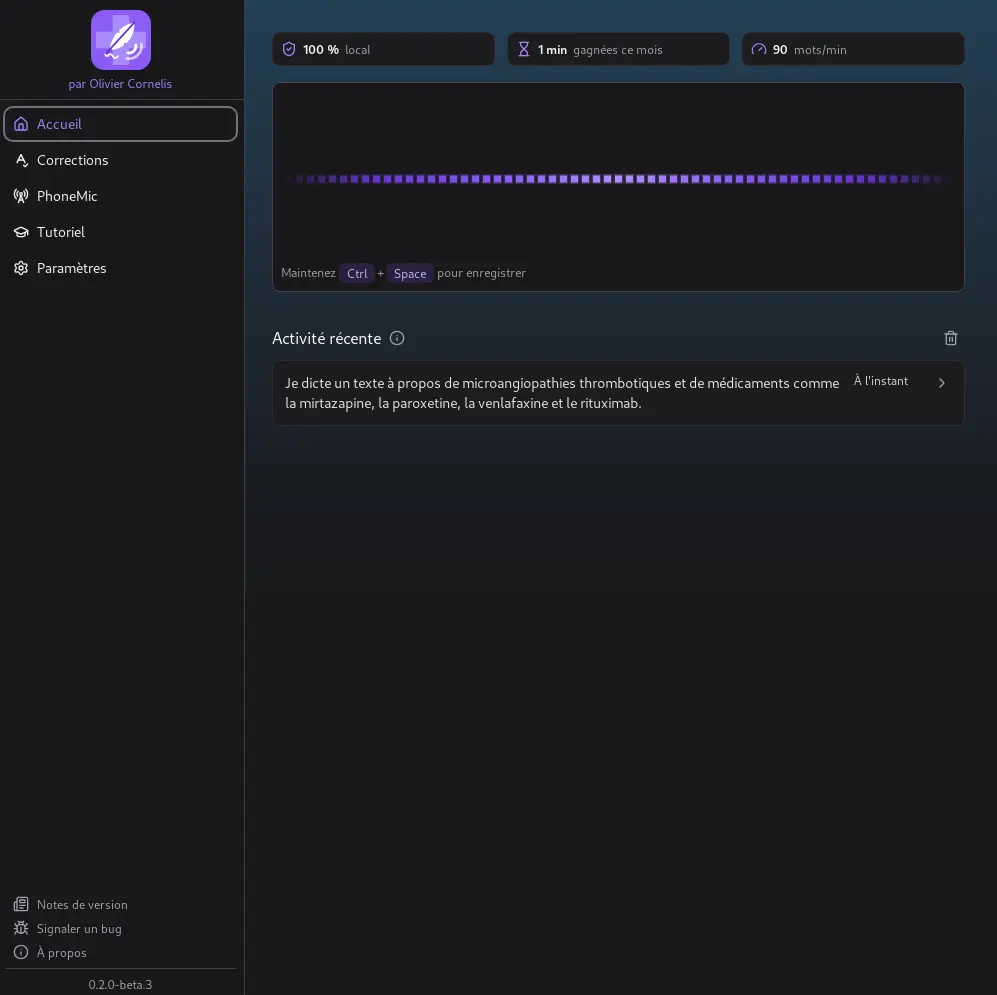 par Olivier Cornelis
Accueil
Corrections
PhoneMic
Tutoriel
Paramètres
Notes de version
Signaler un bug
À propos
0.2.0-beta.3
100 % local
1 min gagnées ce mois
90 mots/min
Maintenez Ctrl + Space pour enregistrer
Activité récente
Je dicte un texte à propos de microangiopathies thrombotiques et de médicaments comme
la mirtazapine, la paroxetine, la venlafaxine et le rituximab.
À l'instant